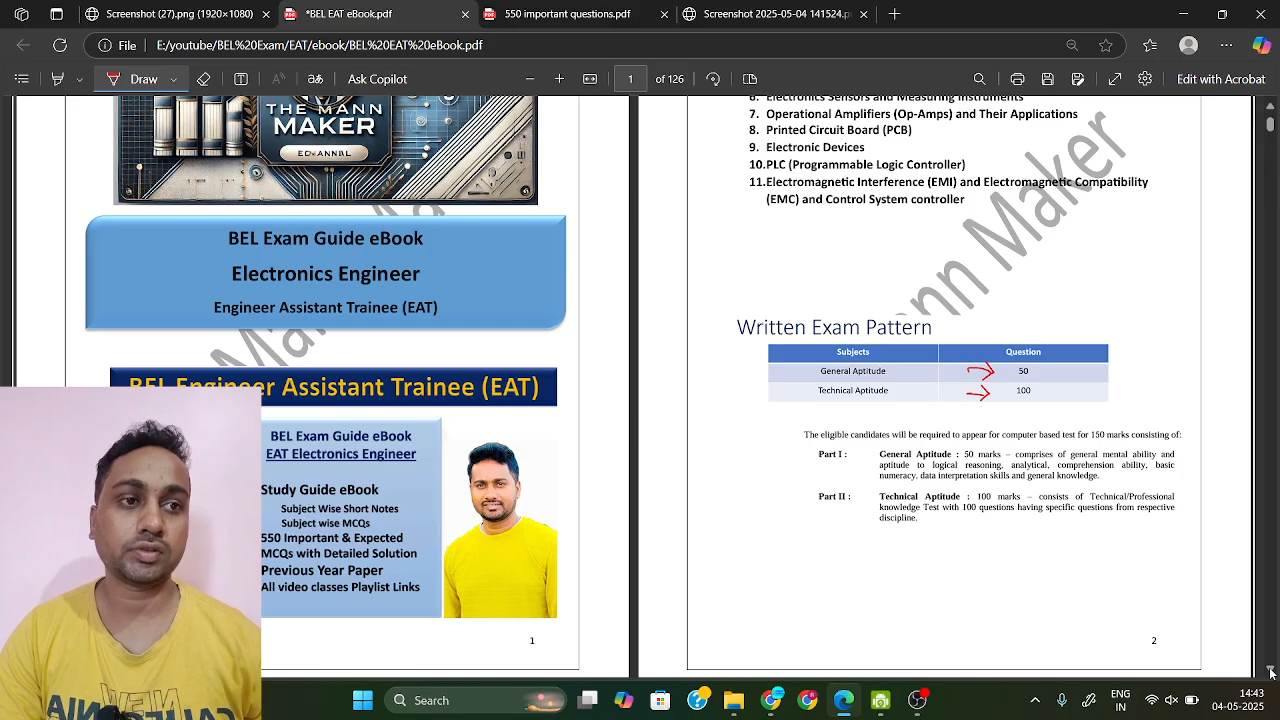 Screenshot (27).png (1920×1080)
*BEL EAT eBook.pdf
550 important questions.pdf
Screenshot 2025-05-04 141524.p
File
E:/youtube/BEL%20Exam/EAT/ebook/BEL%20EAT%20eBook.pdf
Draw
Ask Copilot
1 of 126
Edit with Acrobat
THE MANN
MAKER
BEL Exam Guide eBook
Electronics Engineer
Engineer Assistant Trainee (EAT)
BEL Engineer Assistant Trainee (EAT)
BEL Exam Guide eBook
EAT Electronics Engineer
Study Guide eBook
Subject Wise Short Notes
Subject wise MCQs
550 Important & Expected
MCQs with Detailed Solution
Previous Year Paper
All video classes Playlist Links
1
6. Electronics Sensors and Measuring Instruments
7. Operational Amplifiers (Op-Amps) and Their Applications
8. Printed Circuit Board (PCB)
9. Electronic Devices
10.PLC (Programmable Logic Controller)
11.Electromagnetic Interference (EMI) and Electromagnetic Compatibility
(EMC) and Control System controller
Maker
Written Exam Pattern
Subjects Question
General Aptitude 50
Technical Aptitude 100
The eligible candidates will be required to appear for computer based test for 150 marks consisting of:
Part I : General Aptitude : 50 marks – comprises of general mental ability and
aptitude to logical reasoning, analytical, comprehension ability, basic
numeracy, data interpretation skills and general knowledge.
Part II : Technical Aptitude : 100 marks – consists of Technical/Professional
knowledge Test with 100 questions having specific questions from respective
discipline.
2
Search
ENG
IN
14:43
04-05-2025